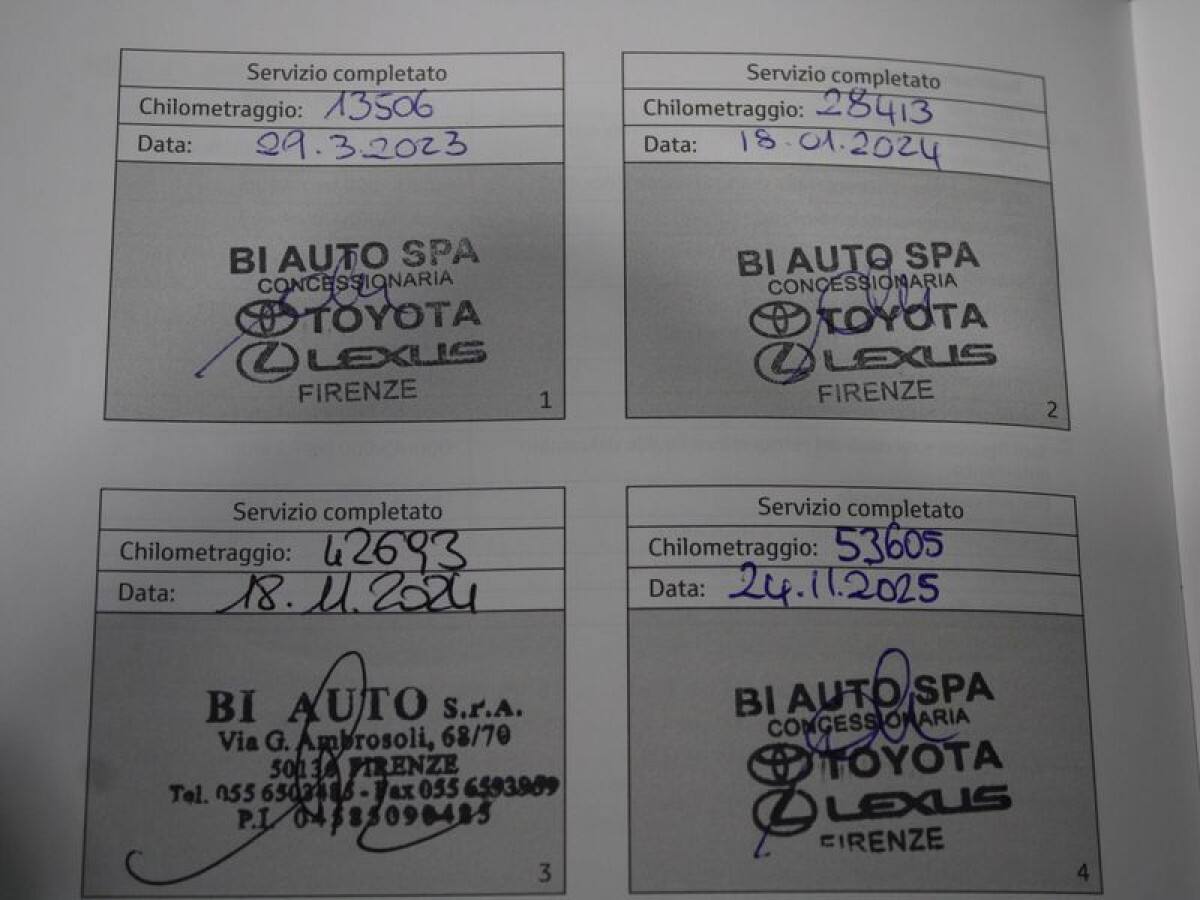 Servizio completato
Chilometraggio: 13506
Data: 29.3.2023
BI AUTO SPA
CONCESSIONARIA
TOYOTA
LEXUS
FIRENZE
1
Servizio completato
Chilometraggio: 28413
Data: 18.01.2024
BI AUTO SPA
CONCESSIONARIA
TOYOTA
LEXUS
FIRENZE
2
Servizio completato
Chilometraggio: 42693
Data: 18.11.2024
BI AUTO S.r.A.
Via G. Ambrosoli, 68/70
FIRENZE
Tel. - Fax 055
P.I.
3
Servizio completato
Chilometraggio: 53605
Data: 24.11.2025
BI AUTO SPA
CONCESSIONARIA
TOYOTA
LEXUS
FIRENZE
4